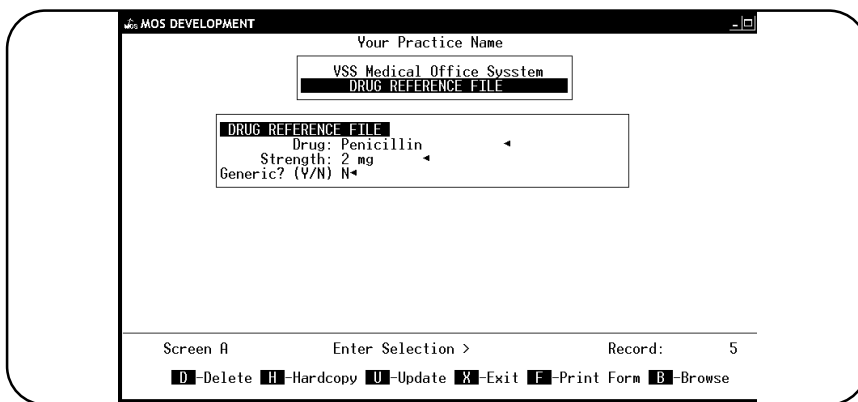 MOS DEVELOPMENT
Your Practice Name
VSS Medical Office Sysstem
DRUG REFERENCE FILE
DRUG REFERENCE FILE
Drug: Penicillin
Strength: 2 mg
Generic? (Y/N) N
Screen A Enter Selection > Record: 5
D-Delete H-Hardcopy U-Update X-Exit F-Print Form B-Browse